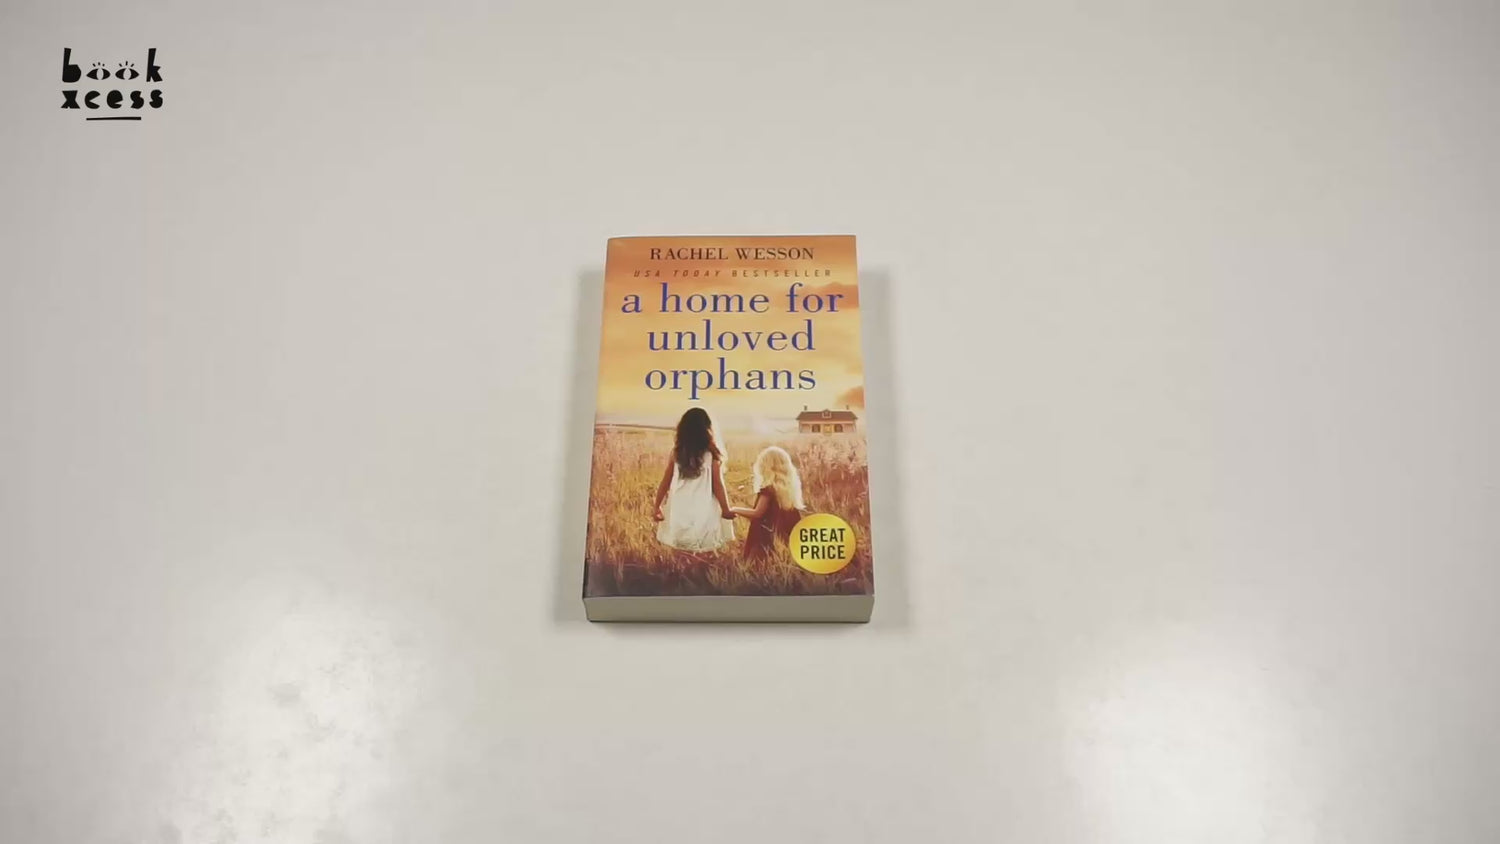 book
xcess
RACHEL WESSON
USA TODAY BESTSELLER
a home for
unloved
orphans
GREAT
PRICE